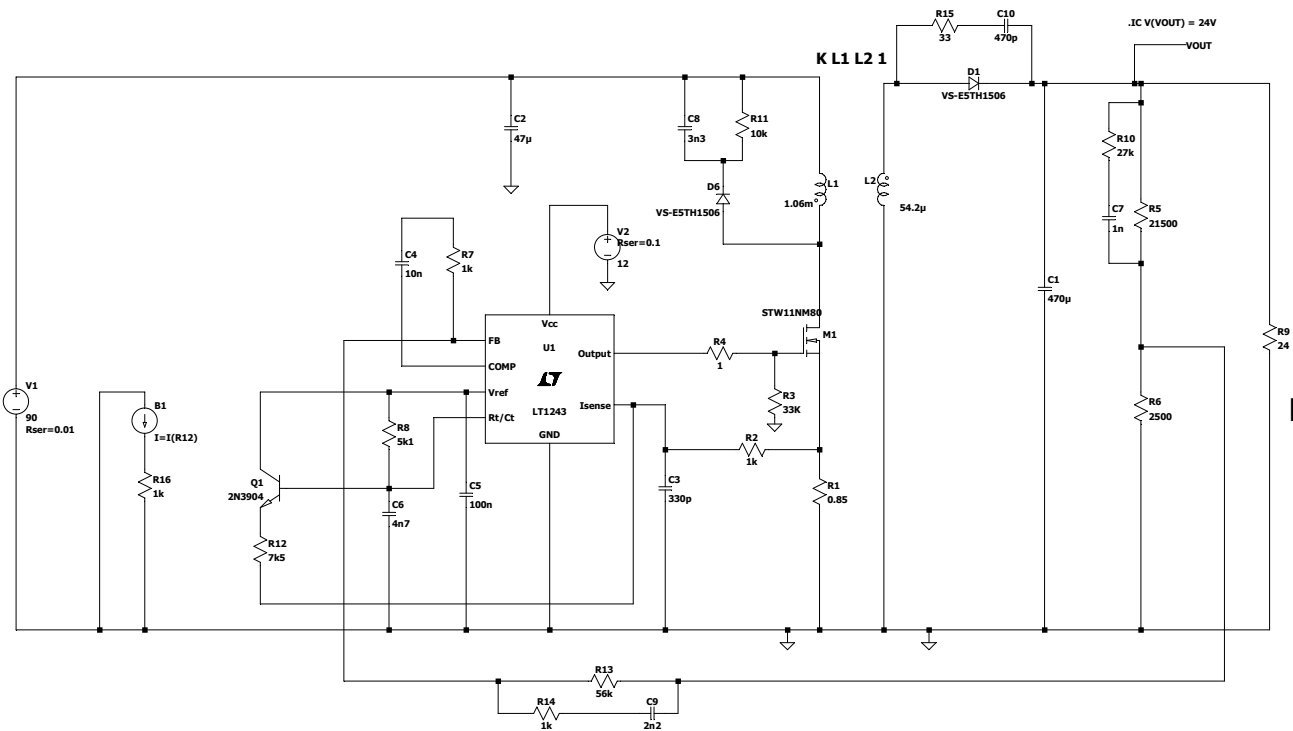 R15
33
C10
470p
.IC V(VOUT) = 24V
VOUT
K L1 L2 1
D1
VS-E5TH1506
C2
47µ
C8
3n3
R11
10k
R10
27k
D6
VS-E5TH1506
L1
1.06m
L2
54.2µ
C7
1n
R5
21500
V2
Rser=0.1
12
C4
10n
R7
1k
C1
470µ
STW11NM80
M1
Vcc
FB
U1
Output
COMP
LT
Vref
Isense
Rt/Ct
LT1243
GND
R4
1
R9
24
V1
90
Rser=0.01
B1
I=I(R12)
R3
33K
R6
2500
R8
5k1
R2
1k
R16
1k
Q1
2N3904
C6
4n7
C5
100n
C3
330p
R1
0.85
R12
7k5
R13
56k
R14
1k
C9
2n2